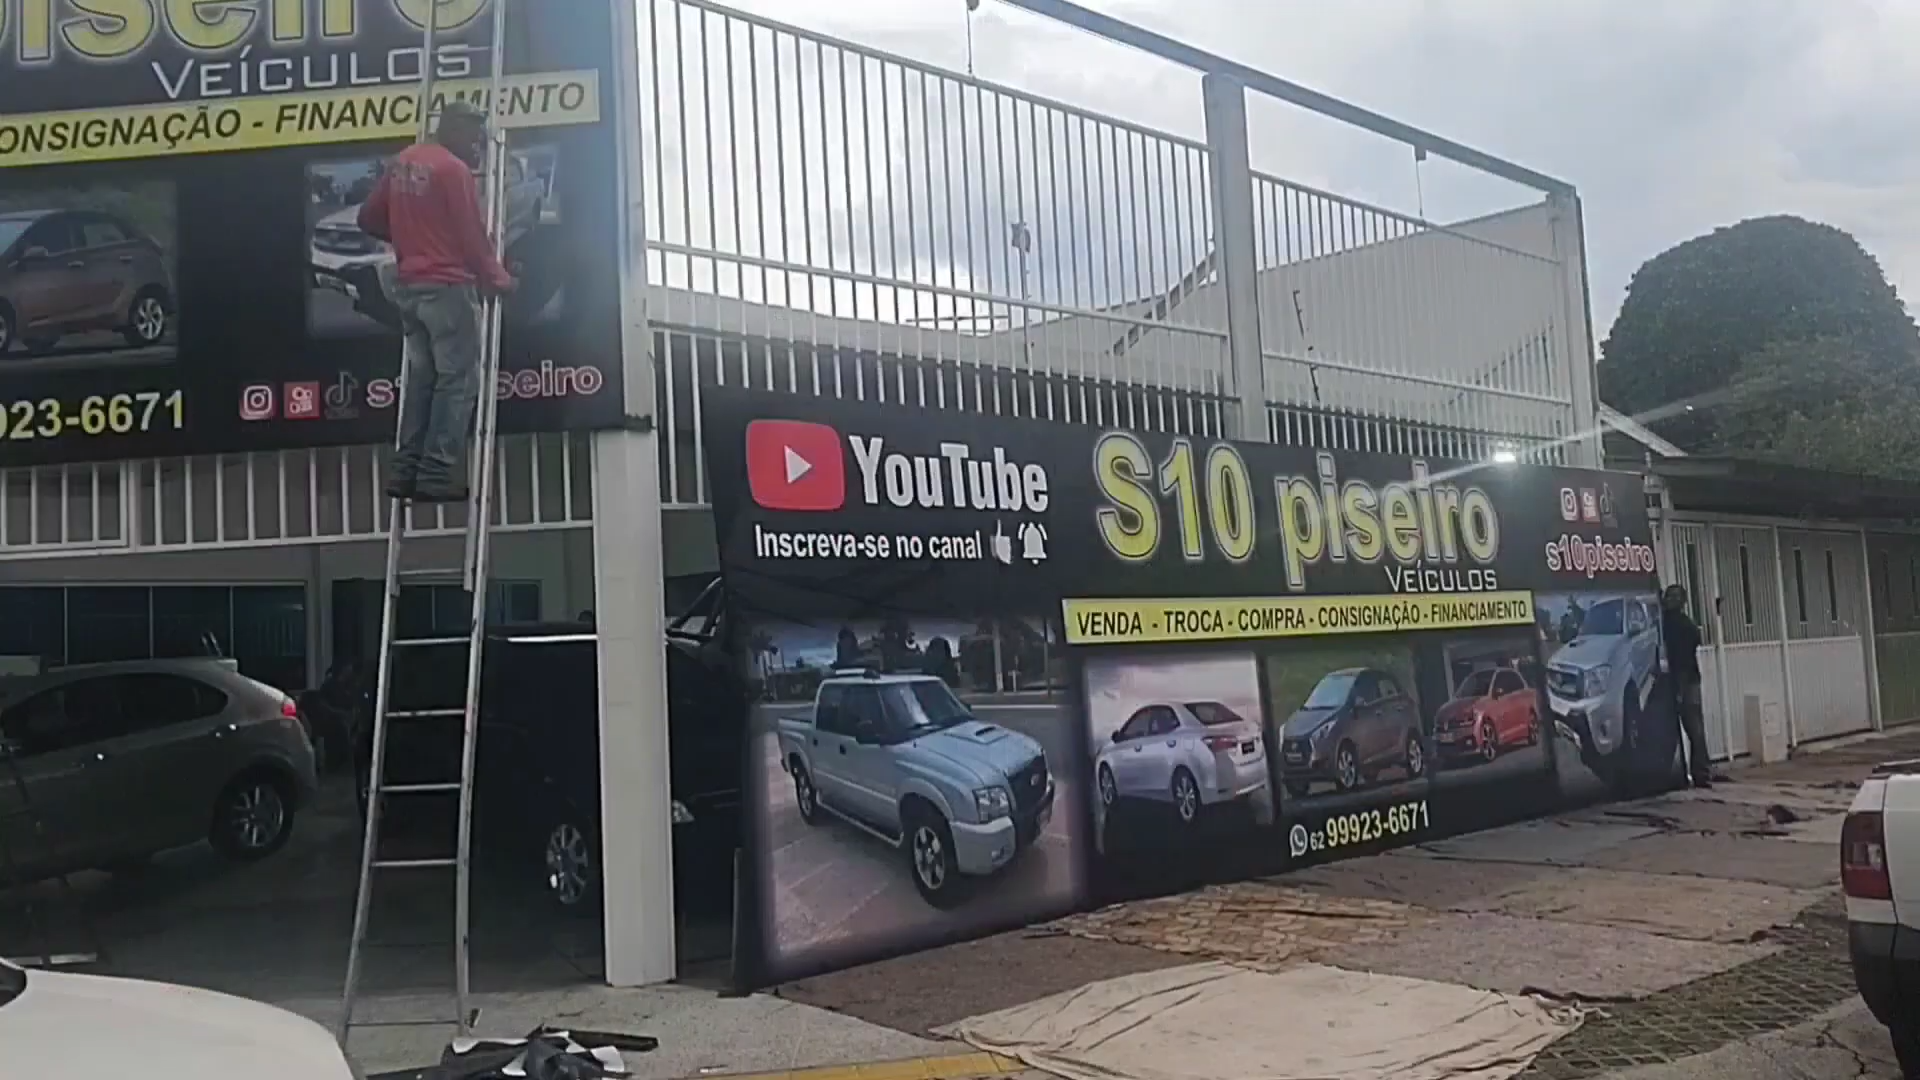 piseiro
VEÍCULOS
ONSIGNAÇÃO - FINANCIAMENTO
923-6671
YouTube
Inscreva-se no canal
S10 piseiro
VEÍCULOS
VENDA - TROCA - COMPRA - CONSIGNAÇÃO - FINANCIAMENTO
s10piseiro
62 99923-6671